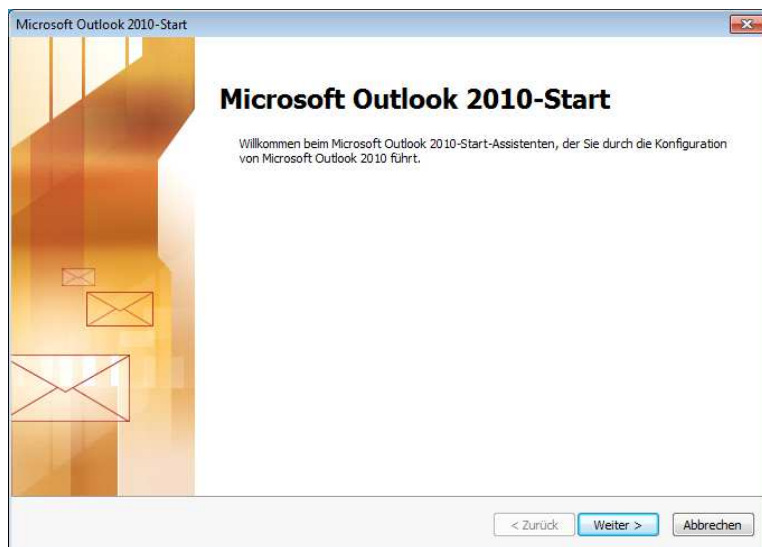 Microsoft Outlook 2010-Start
Microsoft Outlook 2010-Start
Willkommen beim Microsoft Outlook 2010-Start-Assistenten, der Sie durch die Konfiguration
von Microsoft Outlook 2010 führt.
< Zurück Weiter > Abbrechen